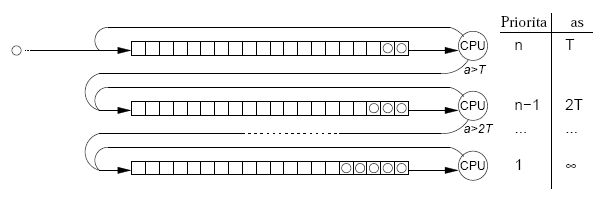 Priorita as
CPU n T
a>T
CPU n−1 2T
a>2T ... ...
CPU 1 ∞